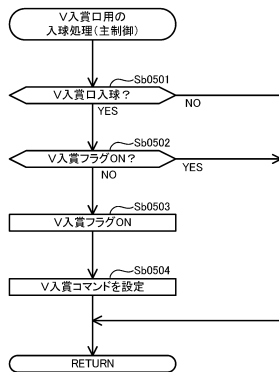 V入賞口用の
入球処理(主制御)
Sb0501
V入賞口入球？
NO
YES
Sb0502
V入賞フラグON？
YES
NO
Sb0503
V入賞フラグON
Sb0504
V入賞コマンドを設定
RETURN